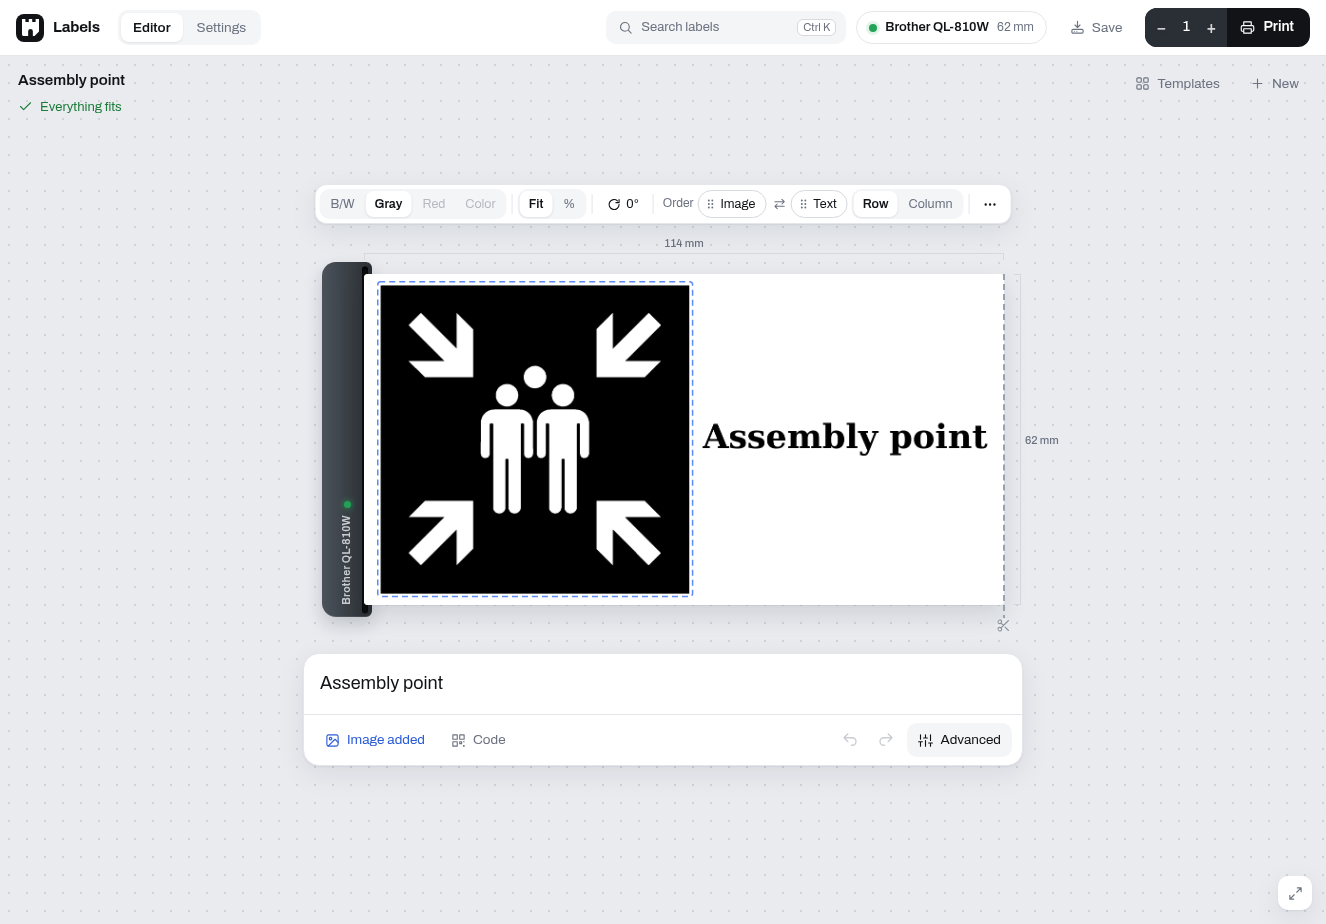 Labels
Editor
Settings
Search labels
Ctrl K
Brother QL-810W 62 mm
Save
− 1 +
Print
Assembly point
Everything fits
Templates
New
B/W
Gray
Red
Color
Fit
%
0°
Order
Image
Text
Row
Column
114 mm
Assembly point
62 mm
Brother QL-810W
Assembly point
Image added
Code
Advanced